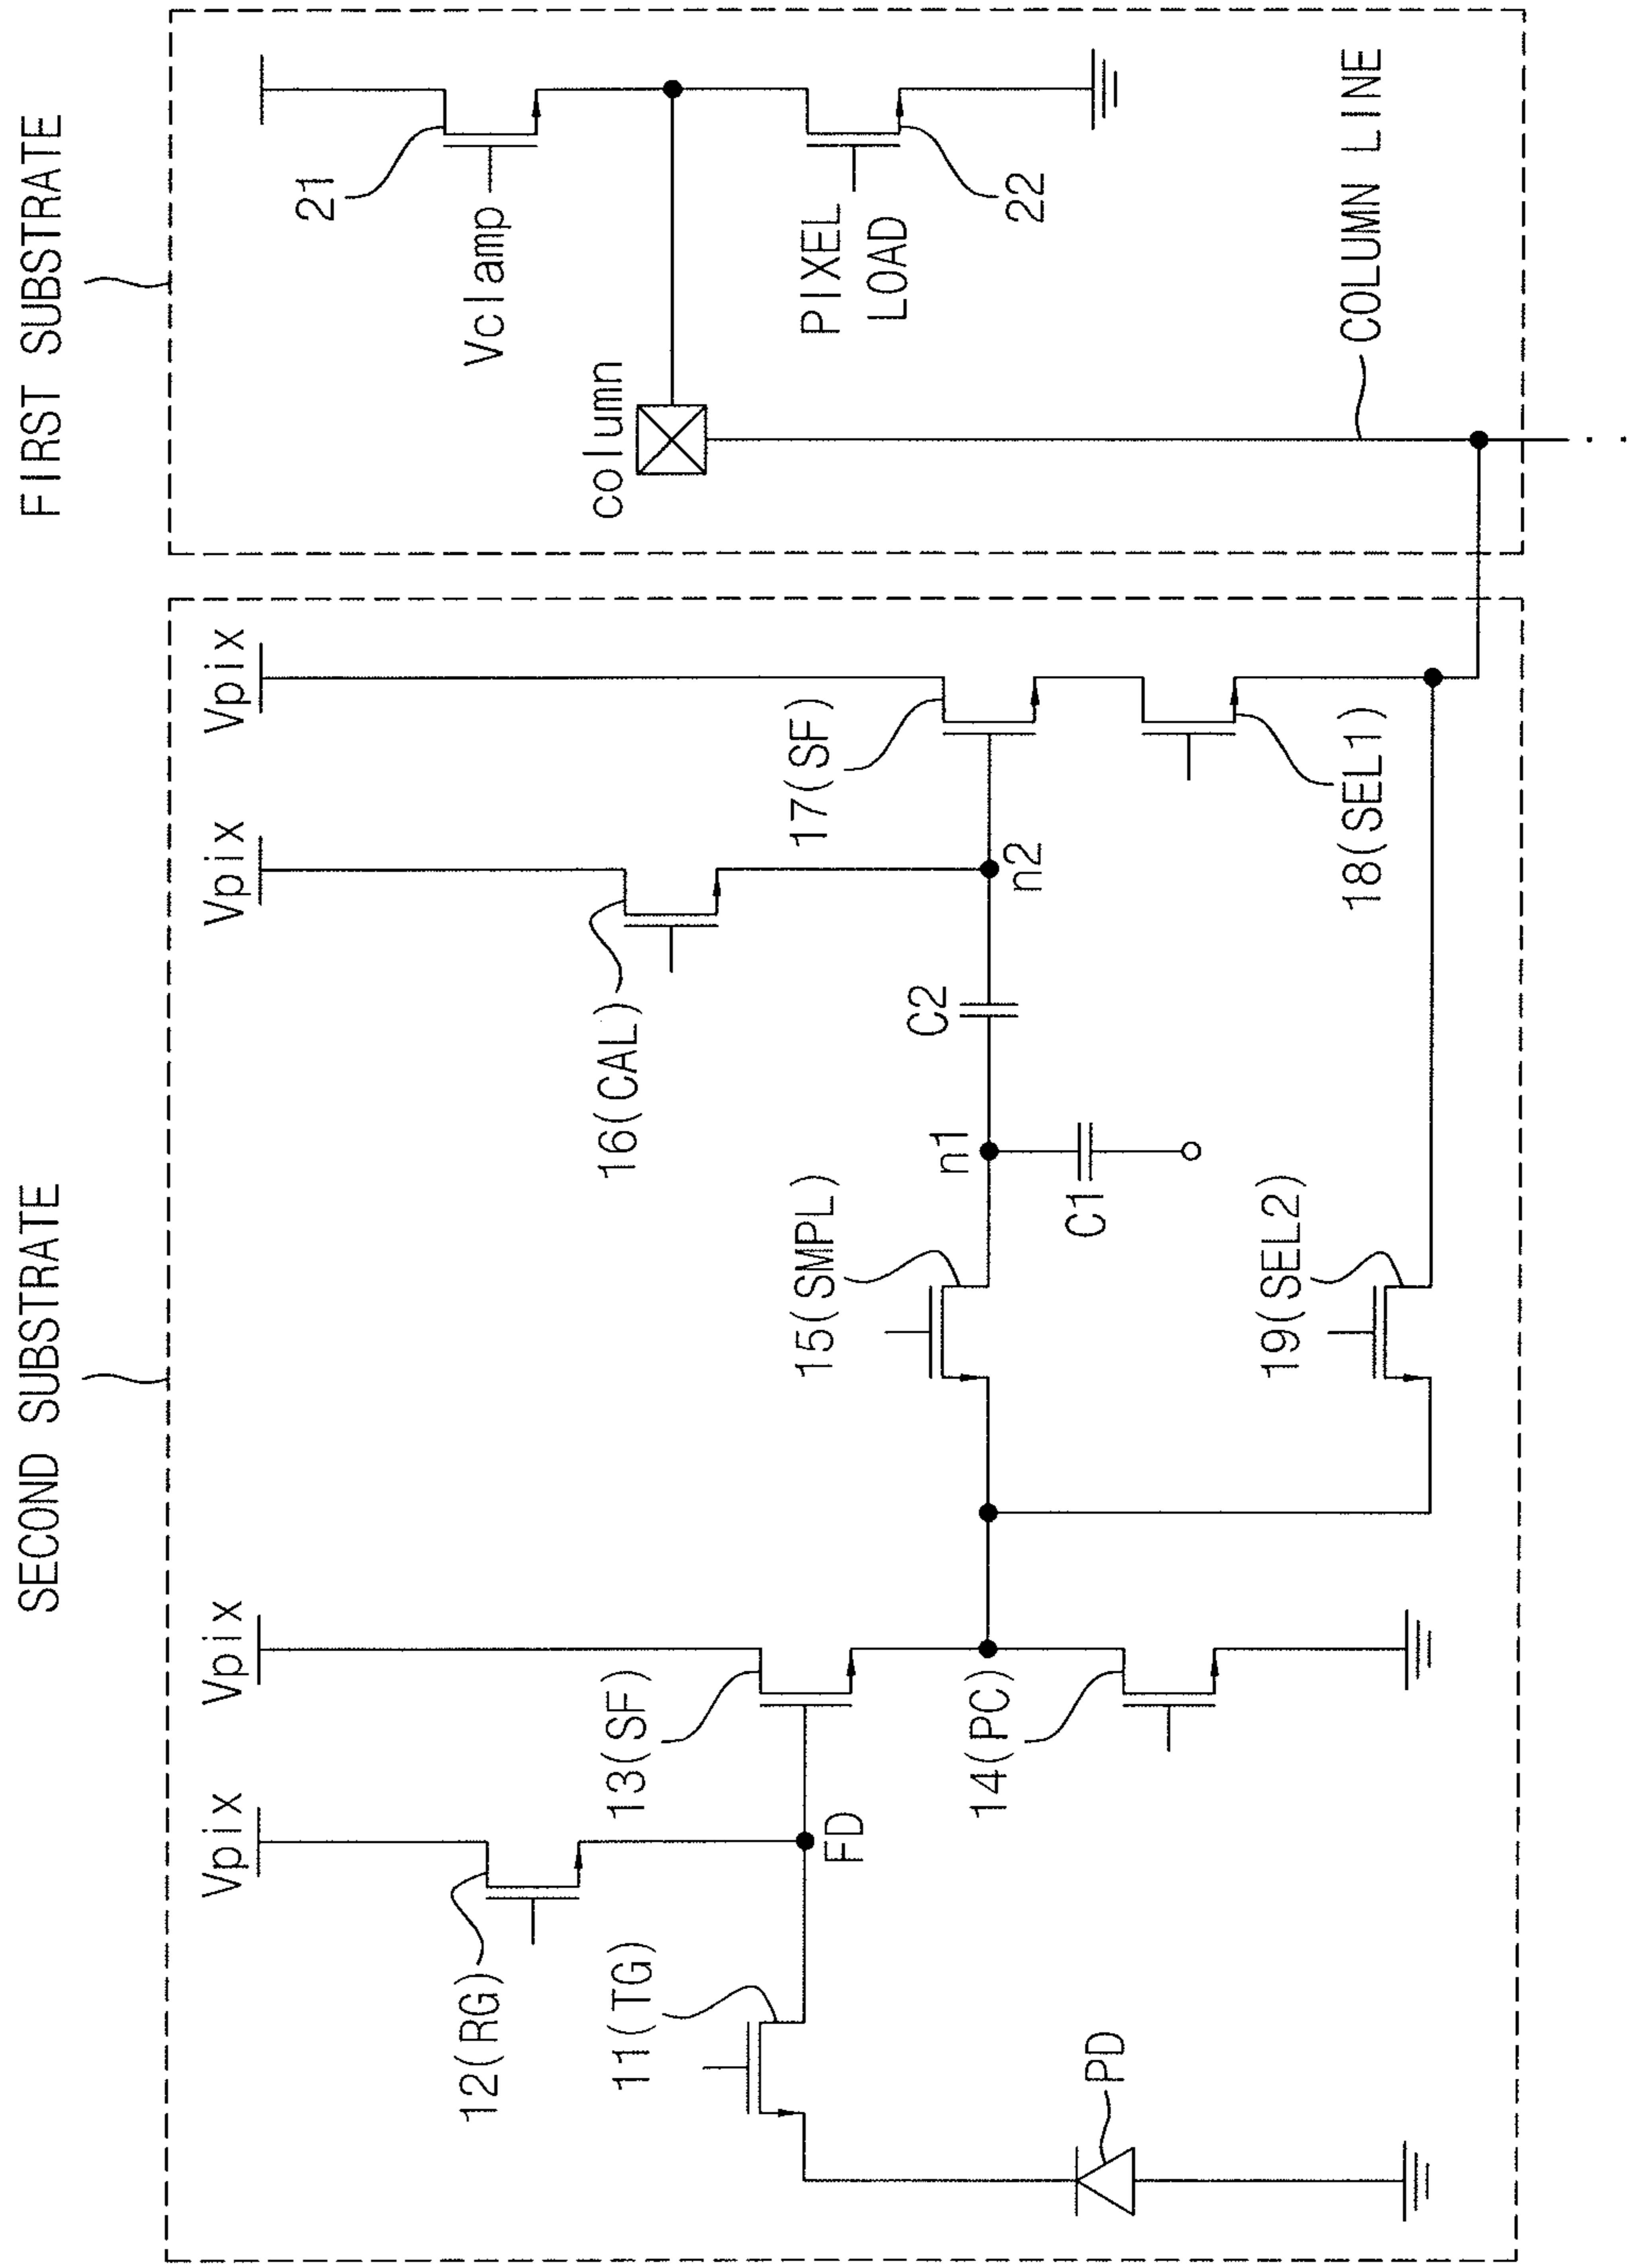 SECOND SUBSTRATE
FIRST SUBSTRATE
Vpix
Vpix
Vpix
Vpix
12(RG)
11(TG)
FD
PD
13(SF)
14(PC)
15(SMPL)
n1
C1
C2
16(CAL)
n2
17(SF)
18(SEL1)
19(SEL2)
column
21
Vclamp
PIXEL
LOAD
22
COLUMN LINE